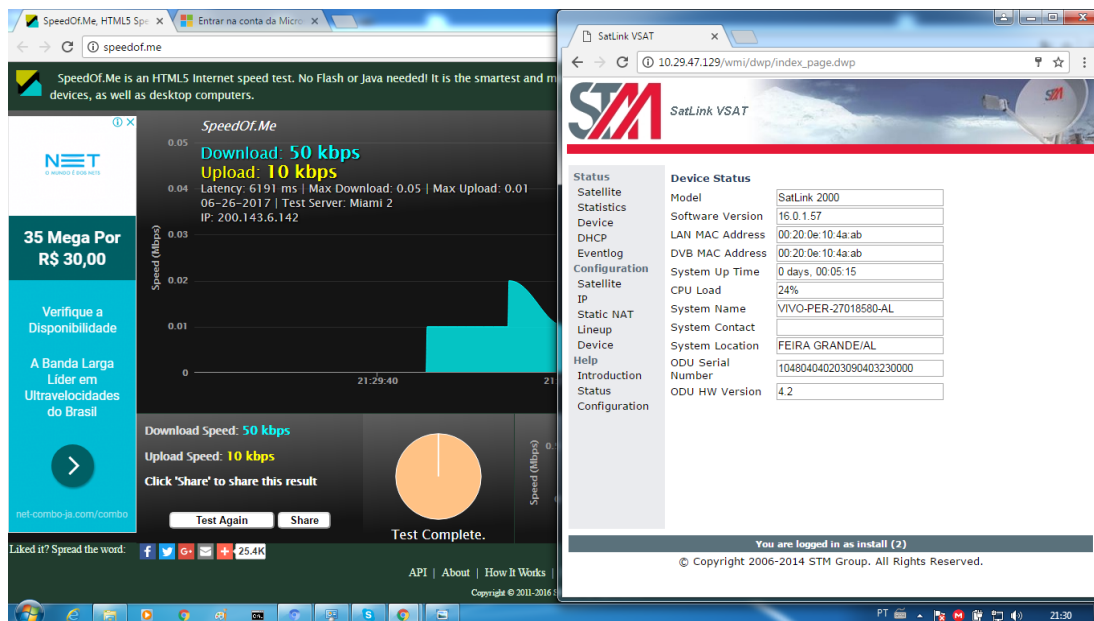 SpeedOf.Me, HTML5 Spe
Entrar na conta da Micro
speedof.me
SpeedOf.Me is an HTML5 Internet speed test. No Flash or Java needed! It is the smartest and m
devices, as well as desktop computers.
NET
O MUNDO É DOS NETS
35 Mega Por
R$ 30,00
Verifique a
Disponibilidade
A Banda Larga
Líder em
Ultravelocidades
do Brasil
net-combo-ja.com/combo
SpeedOf.Me
Download: 50 kbps
Upload: 10 kbps
Latency: 6191 ms | Max Download: 0.05 | Max Upload: 0.01
06-26-2017 | Test Server: Miami 2
IP: 200.143.6.142
Speed (Mbps)
0.05
0.04
0.03
0.02
0.01
0
21:29:40
21:
Download Speed: 50 kbps
Upload Speed: 10 kbps
Click 'Share' to share this result
Test Again
Share
Test Complete.
Speed (Mbps)
Liked it? Spread the word:
25.4K
API | About | How It Works |
Copyright © 2011-2016 S
SatLink VSAT
10.29.47.129/wmi/dwp/index_page.dwp
STM
SatLink VSAT
STM
Status
Satellite
Statistics
Device
DHCP
Eventlog
Configuration
Satellite
IP
Static NAT
Lineup
Device
Help
Introduction
Status
Configuration
Device Status
Model SatLink 2000
Software Version 16.0.1.57
LAN MAC Address 00:20:0e:10:4a:ab
DVB MAC Address 00:20:0e:10:4a:ab
System Up Time 0 days, 00:05:15
CPU Load 24%
System Name VIVO-PER-27018580-AL
System Contact
System Location FEIRA GRANDE/AL
ODU Serial
Number 104804040203090403230000
ODU HW Version 4.2
You are logged in as install (2)
© Copyright 2006-2014 STM Group. All Rights Reserved.
PT
21:30